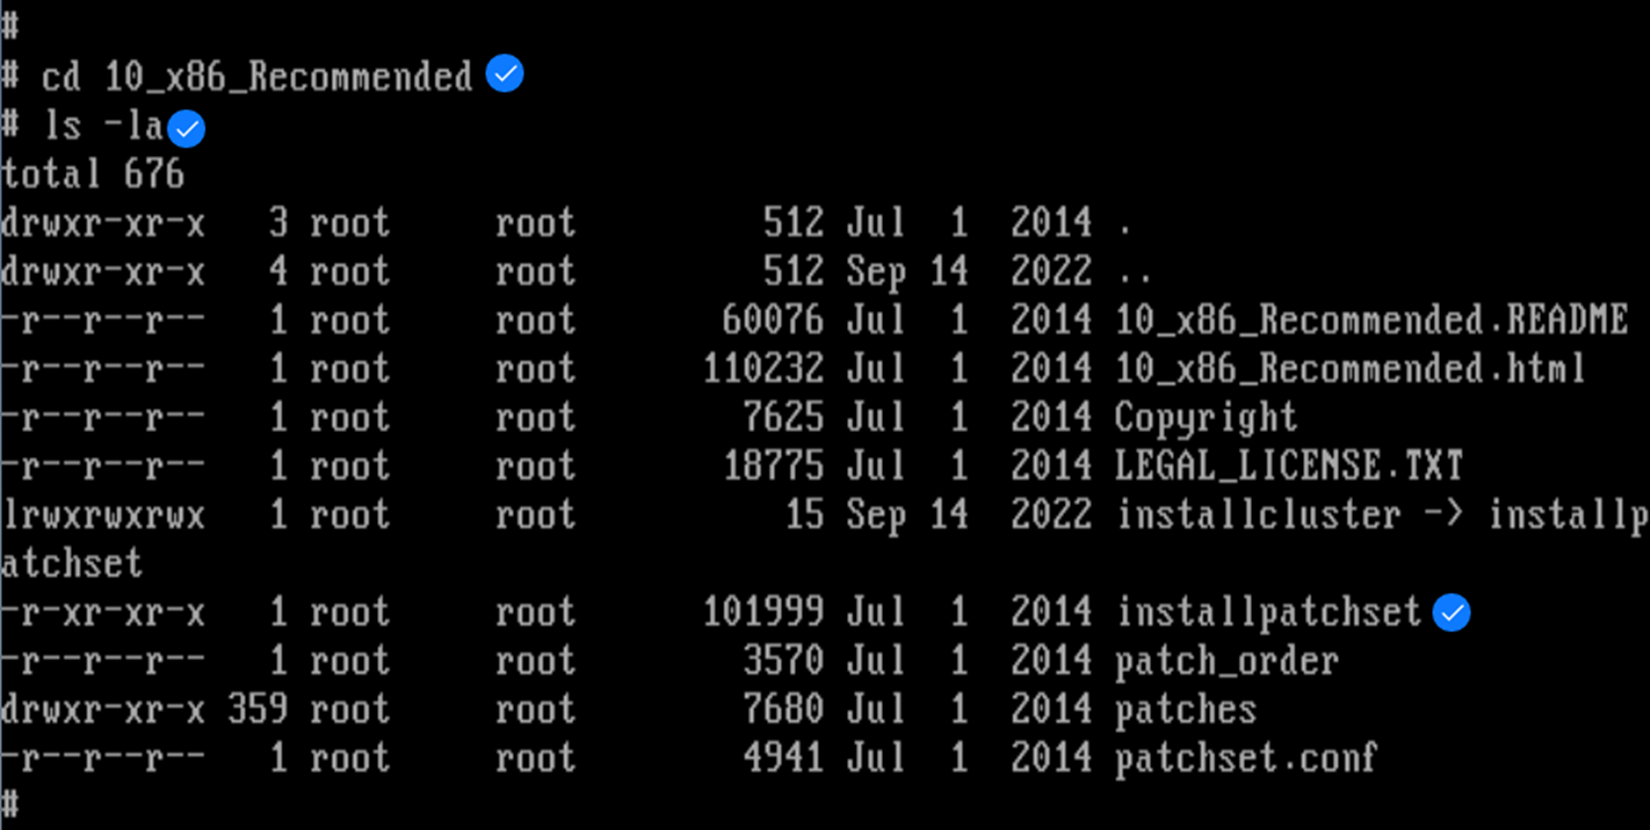 #
# cd 10_x86_Recommended
# ls -la
total 676
drwxr-xr-x   3 root     root         512 Jul  1  2014 .
drwxr-xr-x   4 root     root         512 Sep 14  2022 ..
-r--r--r--   1 root     root       60076 Jul  1  2014 10_x86_Recommended.README
-r--r--r--   1 root     root      110232 Jul  1  2014 10_x86_Recommended.html
-r--r--r--   1 root     root        7625 Jul  1  2014 Copyright
-r--r--r--   1 root     root       18775 Jul  1  2014 LEGAL_LICENSE.TXT
lrwxrwxrwx   1 root     root          15 Sep 14  2022 installcluster -> installp
atchset
-r-xr-xr-x   1 root     root      101999 Jul  1  2014 installpatchset
-r--r--r--   1 root     root        3570 Jul  1  2014 patch_order
drwxr-xr-x 359 root     root        7680 Jul  1  2014 patches
-r--r--r--   1 root     root        4941 Jul  1  2014 patchset.conf
#